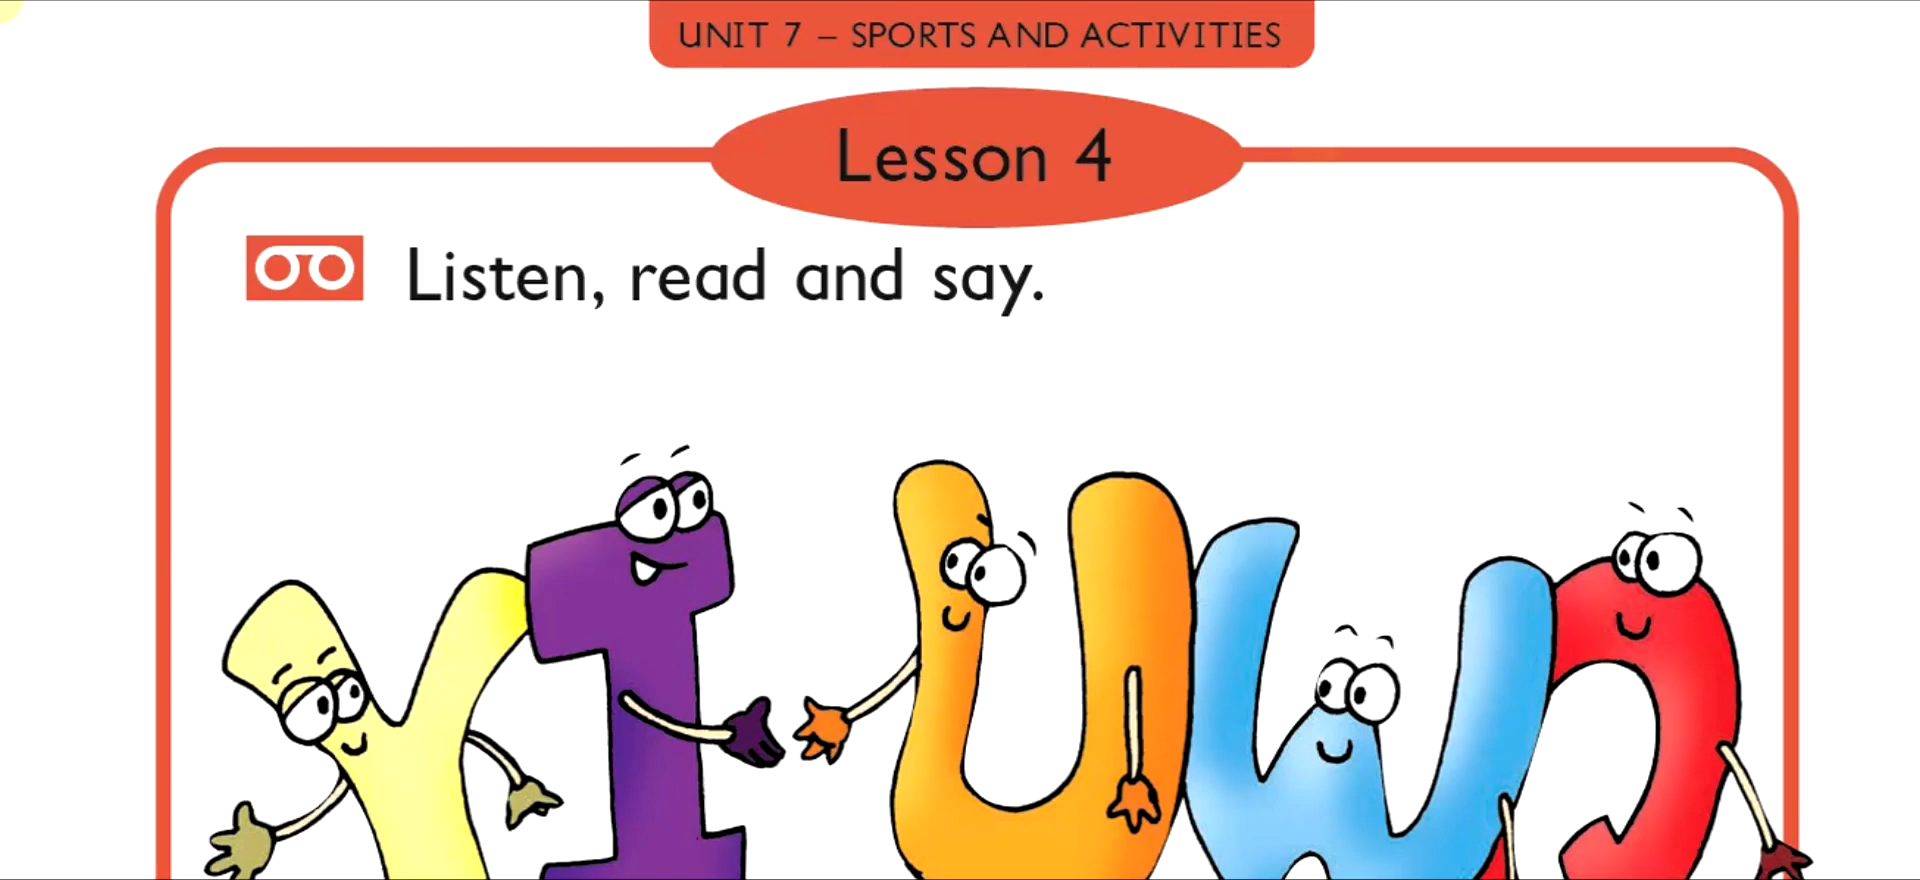 UNIT 7 – SPORTS AND ACTIVITIES
Lesson 4
Listen, read and say.